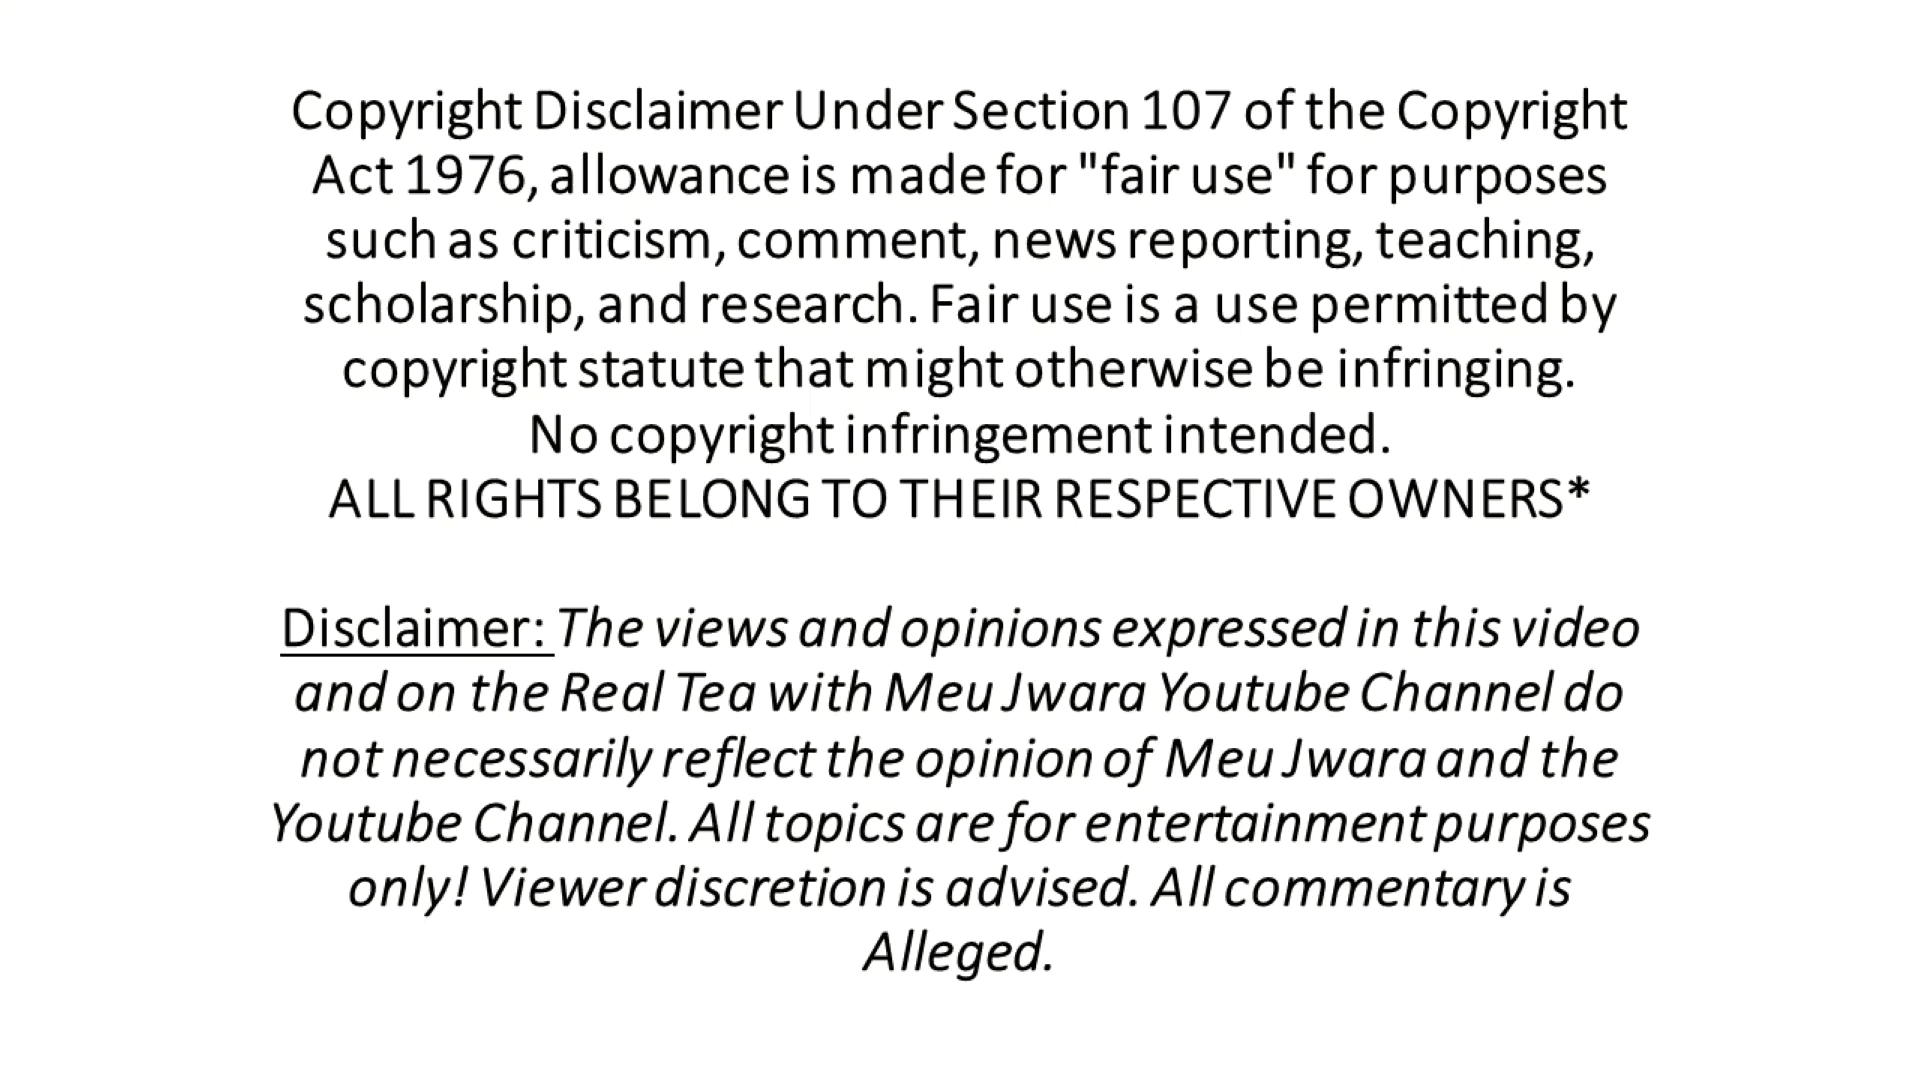 Copyright Disclaimer Under Section 107 of the Copyright
Act 1976, allowance is made for "fair use" for purposes
such as criticism, comment, news reporting, teaching,
scholarship, and research. Fair use is a use permitted by
copyright statute that might otherwise be infringing.
No copyright infringement intended.
ALL RIGHTS BELONG TO THEIR RESPECTIVE OWNERS*
Disclaimer: The views and opinions expressed in this video
and on the Real Tea with Meu Jwara Youtube Channel do
not necessarily reflect the opinion of Meu Jwara and the
Youtube Channel. All topics are for entertainment purposes
only! Viewer discretion is advised. All commentary is
Alleged.